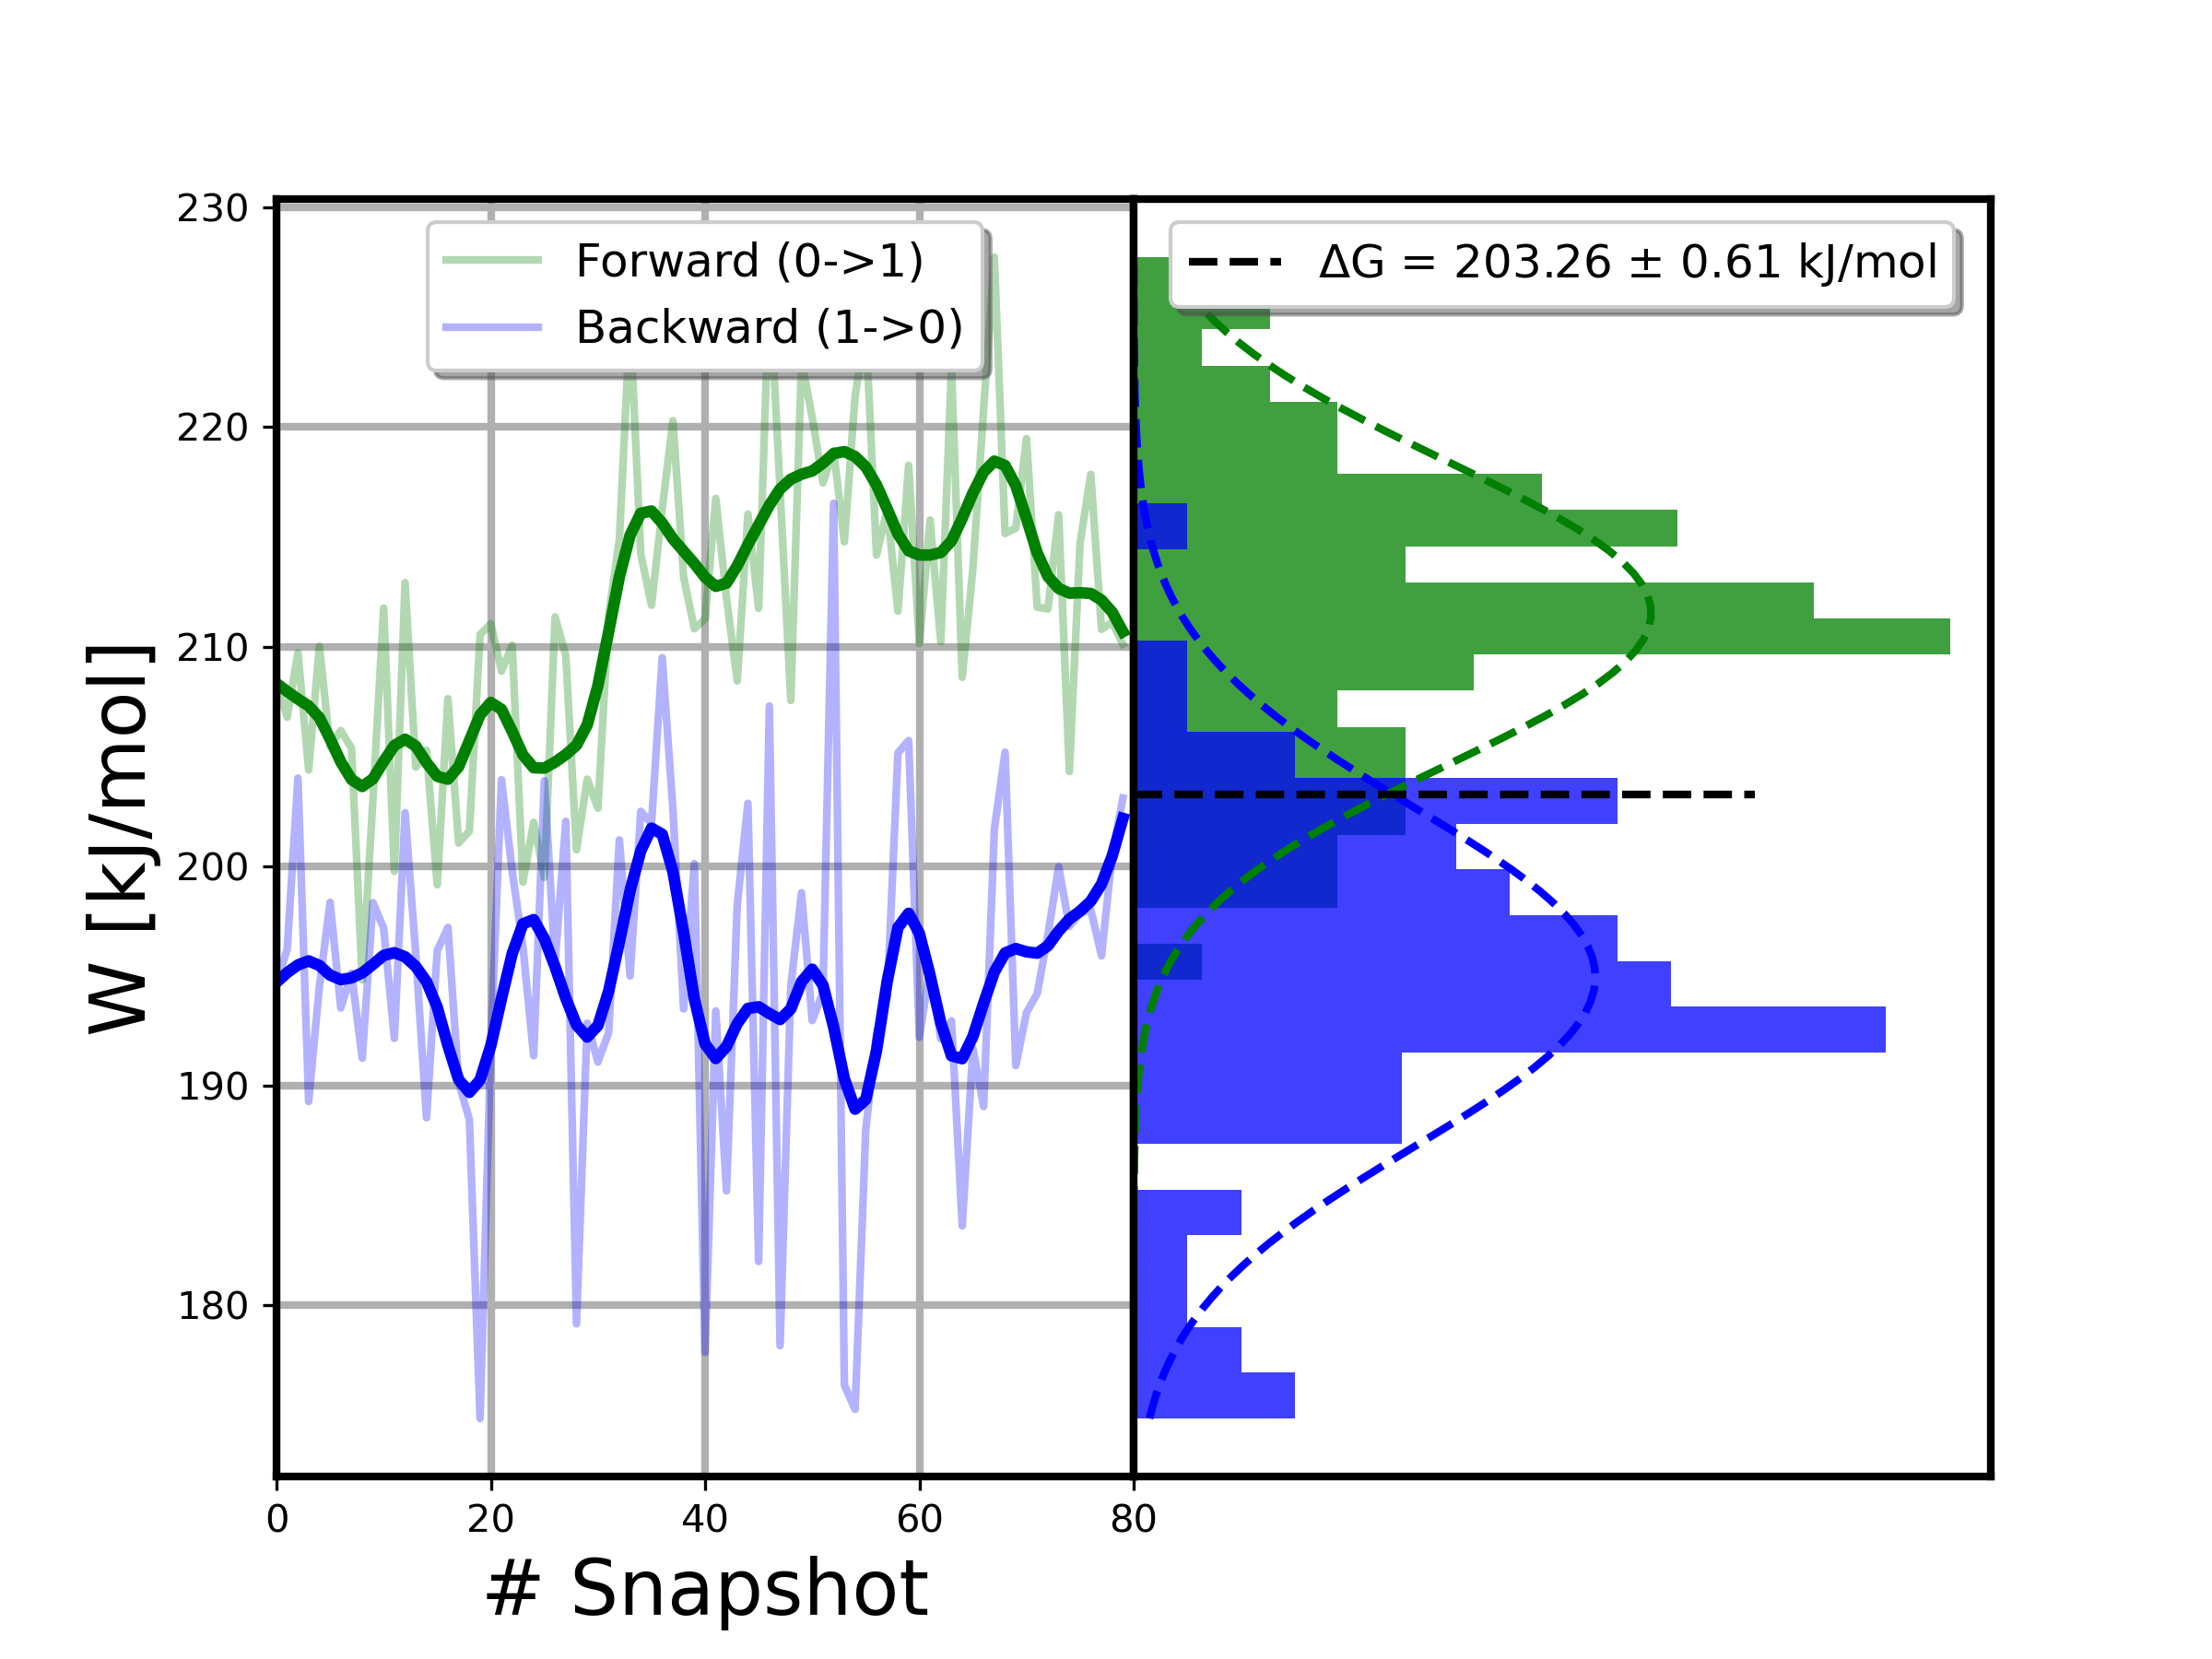 230
220
210
200
190
180
W [kJ/mol]
Forward (0->1)
Backward (1->0)
ΔG = 203.26 ± 0.61 kJ/mol
0 20 40 60 80
# Snapshot